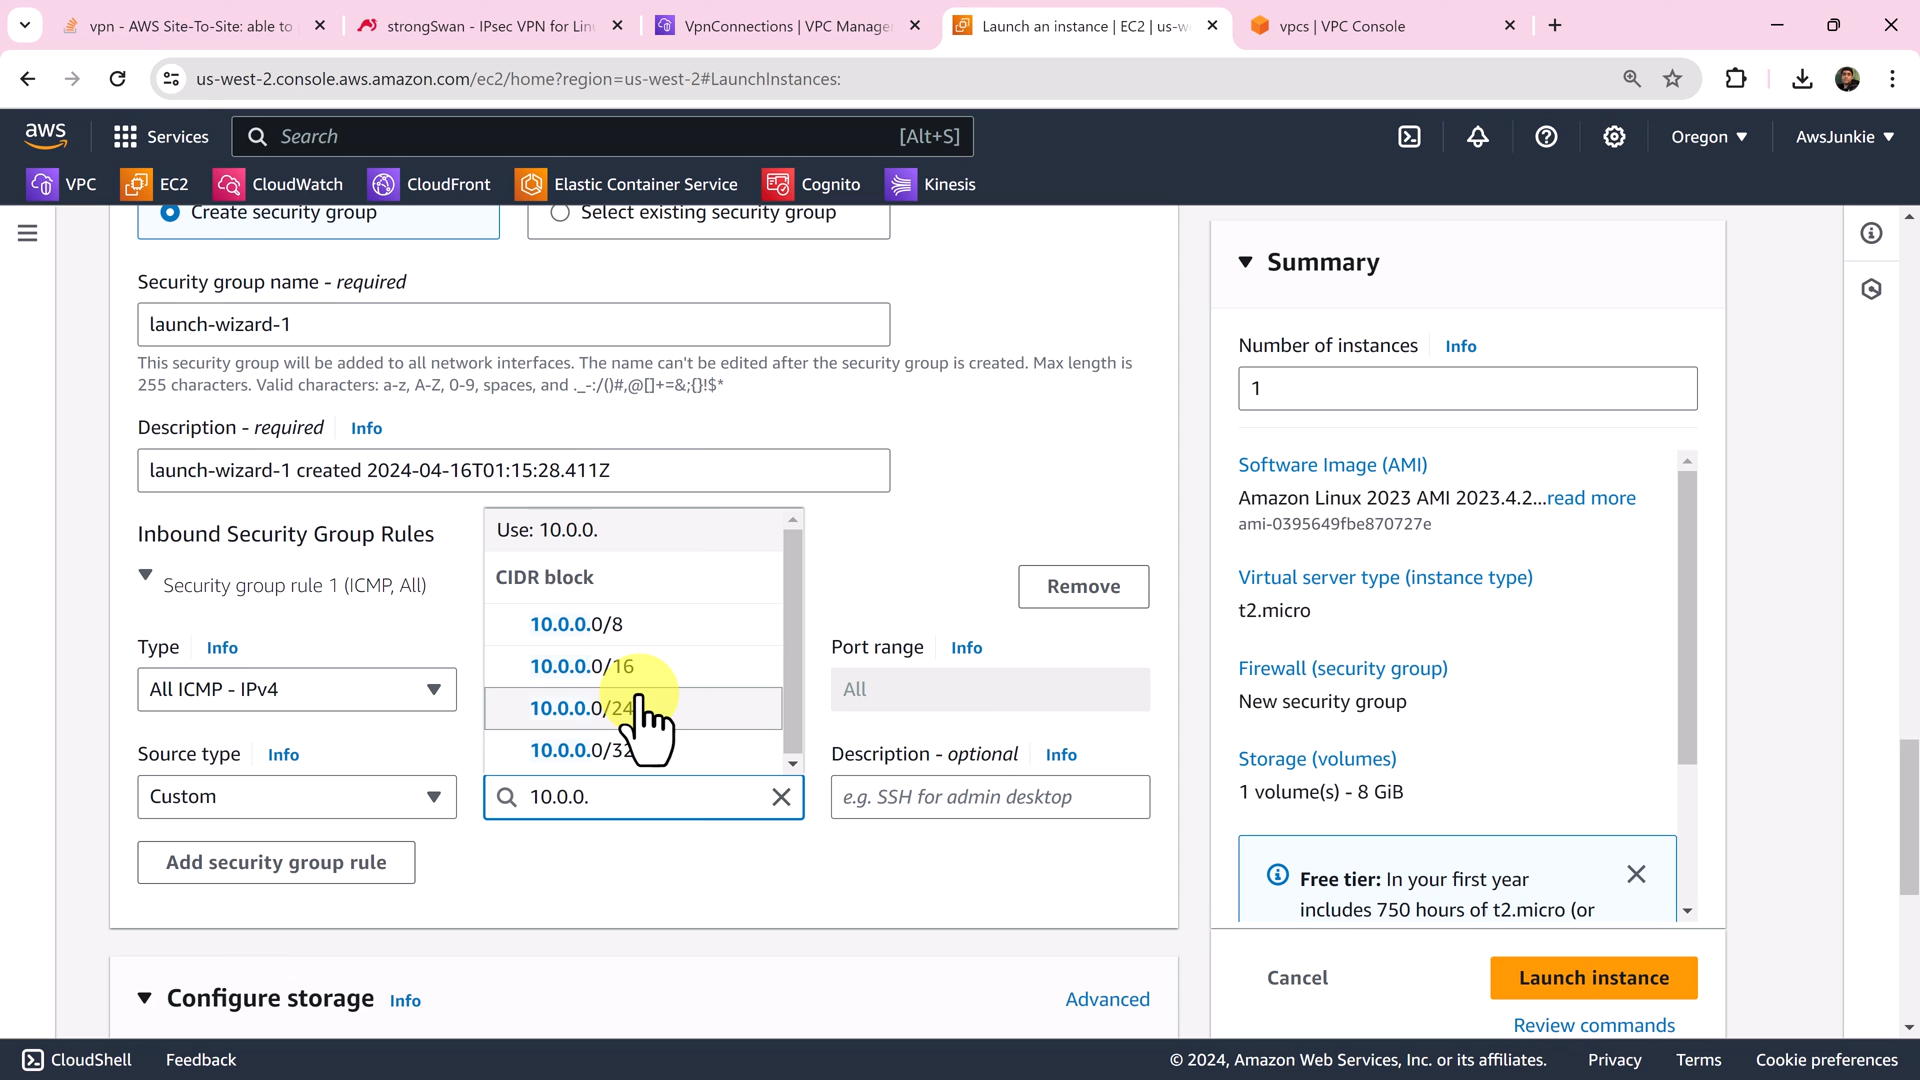 vpn - AWS Site-To-Site: able to
strongSwan - IPsec VPN for Lin
VpnConnections | VPC Manage
Launch an instance | EC2 | us-w
vpcs | VPC Console
us-west-2.console.aws.amazon.com/ec2/home?region=us-west-2#LaunchInstances:
aws
Services
Search
[Alt+S]
Oregon
AwsJunkie
VPC
EC2
CloudWatch
CloudFront
Elastic Container Service
Cognito
Kinesis
Create security group
Select existing security group
Security group name - required
launch-wizard-1
This security group will be added to all network interfaces. The name can't be edited after the security group is created. Max length is
255 characters. Valid characters: a-z, A-Z, 0-9, spaces, and ._-:/()#,@[]+=&;{}!$*
Description - required Info
launch-wizard-1 created 2024-04-16T01:15:28.411Z
Inbound Security Group Rules
Security group rule 1 (ICMP, All)
Remove
Use: 10.0.0.
CIDR block
10.0.0.0/8
10.0.0.0/16
10.0.0.0/24
10.0.0.0/32
Type Info
All ICMP - IPv4
Port range Info
All
Source type Info
Custom
10.0.0.
Description - optional Info
e.g. SSH for admin desktop
Add security group rule
Configure storage Info
Advanced
Summary
Number of instances Info
1
Software Image (AMI)
Amazon Linux 2023 AMI 2023.4.2...read more
ami-0395649fbe870727e
Virtual server type (instance type)
t2.micro
Firewall (security group)
New security group
Storage (volumes)
1 volume(s) - 8 GiB
Free tier: In your first year
includes 750 hours of t2.micro (or
Cancel
Launch instance
Review commands
CloudShell
Feedback
© 2024, Amazon Web Services, Inc. or its affiliates.
Privacy
Terms
Cookie preferences